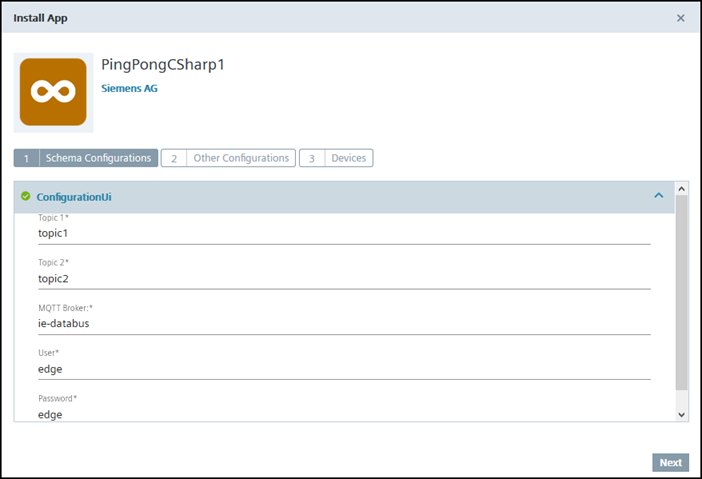 Install App
PingPongCSharp1
Siemens AG
1 Schema Configurations 2 Other Configurations 3 Devices
ConfigurationUi
Topic 1*
topic1
Topic 2*
topic2
MQTT Broker:*
ie-databus
User*
edge
Password*
edge
Next